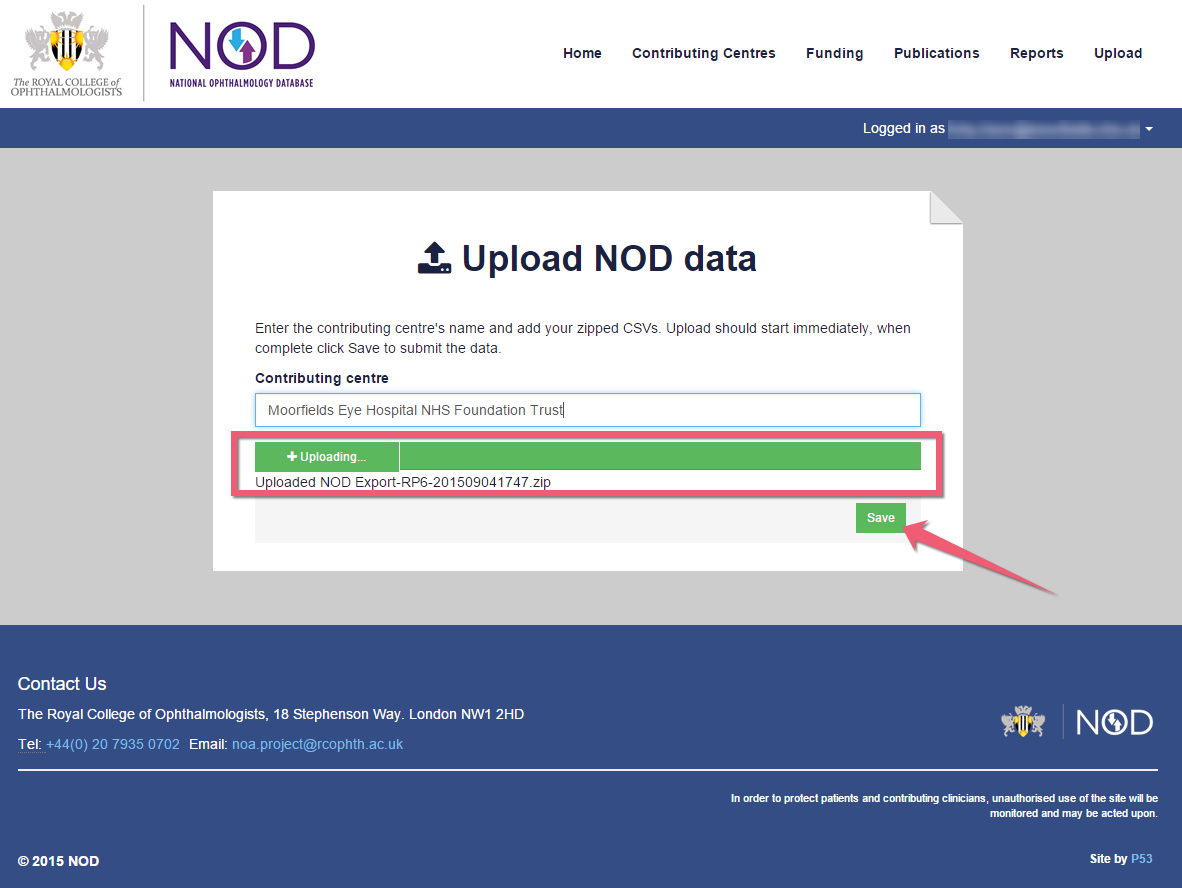 The ROYAL COLLEGE of
OPHTHALMOLOGISTS
NOD
NATIONAL OPHTHALMOLOGY DATABASE
Home Contributing Centres Funding Publications Reports Upload
Logged in as
Upload NOD data
Enter the contributing centre's name and add your zipped CSVs. Upload should start immediately, when
complete click Save to submit the data.
Contributing centre
Moorfields Eye Hospital NHS Foundation Trust
+ Uploading...
Uploaded NOD Export-RP6-201509041747.zip
Save
Contact Us
The Royal College of Ophthalmologists, 18 Stephenson Way. London NW1 2HD
Tel: +44(0) 20 7935 0702 Email: noa.project@rcophth.ac.uk
NOD
In order to protect patients and contributing clinicians, unauthorised use of the site will be
monitored and may be acted upon.
© 2015 NOD
Site by P53